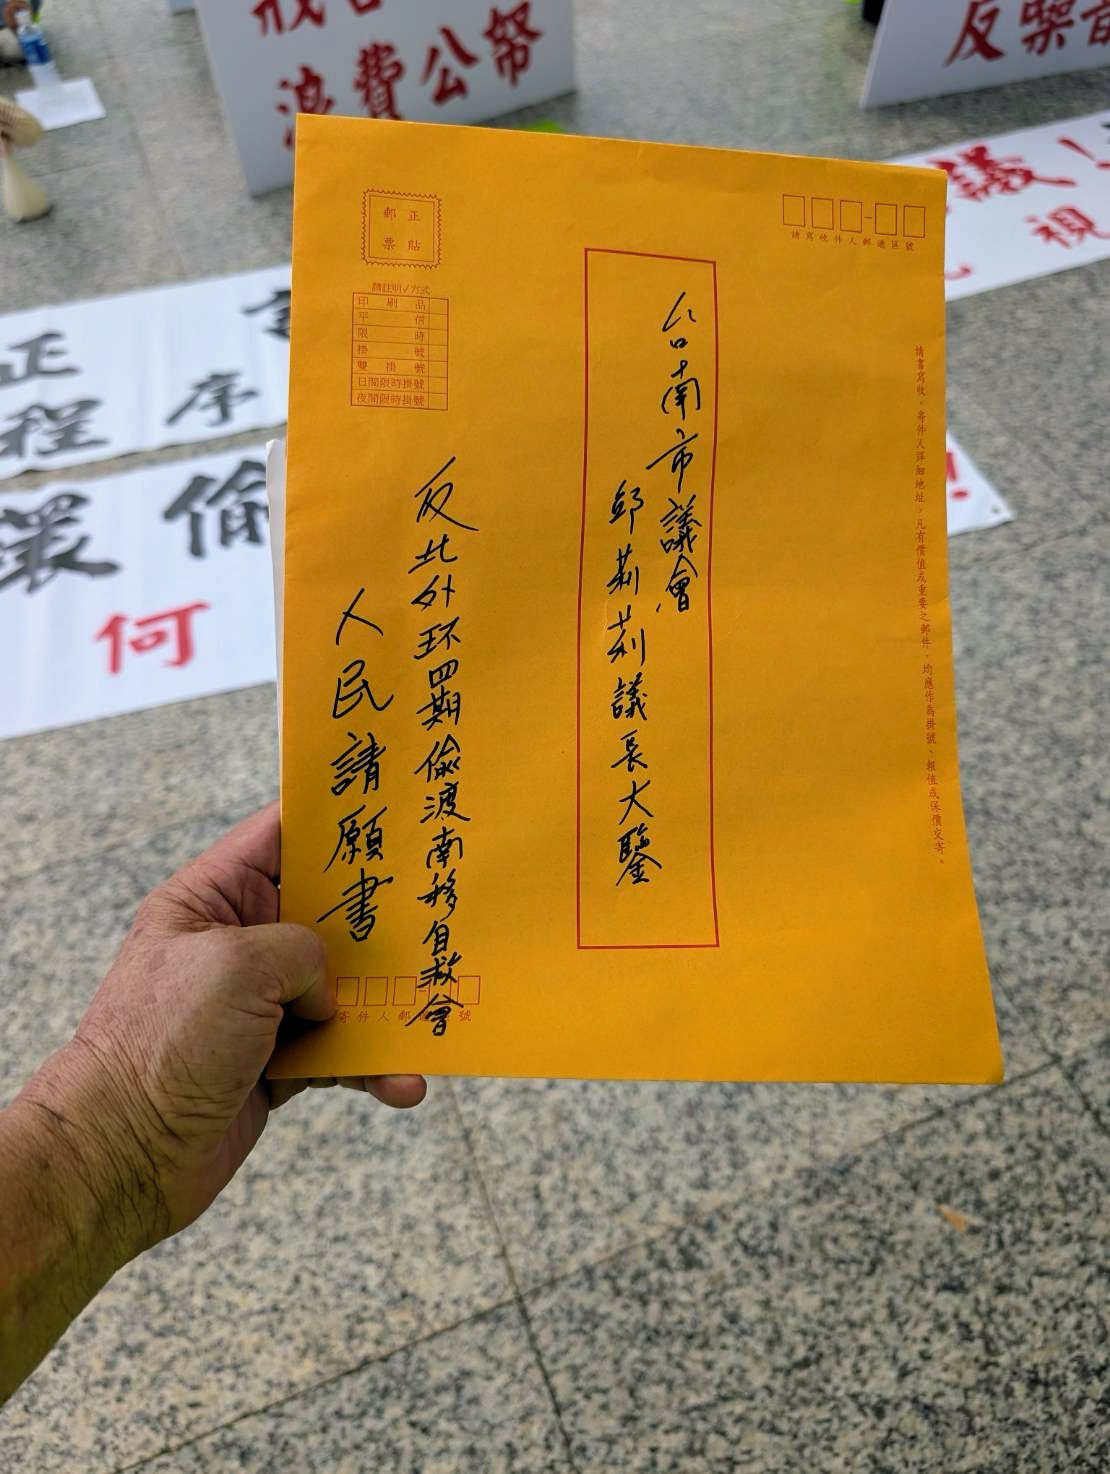 浪費公帑
反
議！
視
正
程序
環偷
何
！
正貼郵票
請註明✓方式
印刷品
平信
限時
掛號
雙掛號
日間限時掛號
夜間限時掛號
請寫收件人郵遞區號
請書寫收、寄件人詳細地址，凡有價值或重要之郵件，均應作為掛號、報值或保價交寄。
台南市議會
邱莉莉議長大鑒
反北外环四期偷渡南移自救會
人民請願書
寄件人郵
號